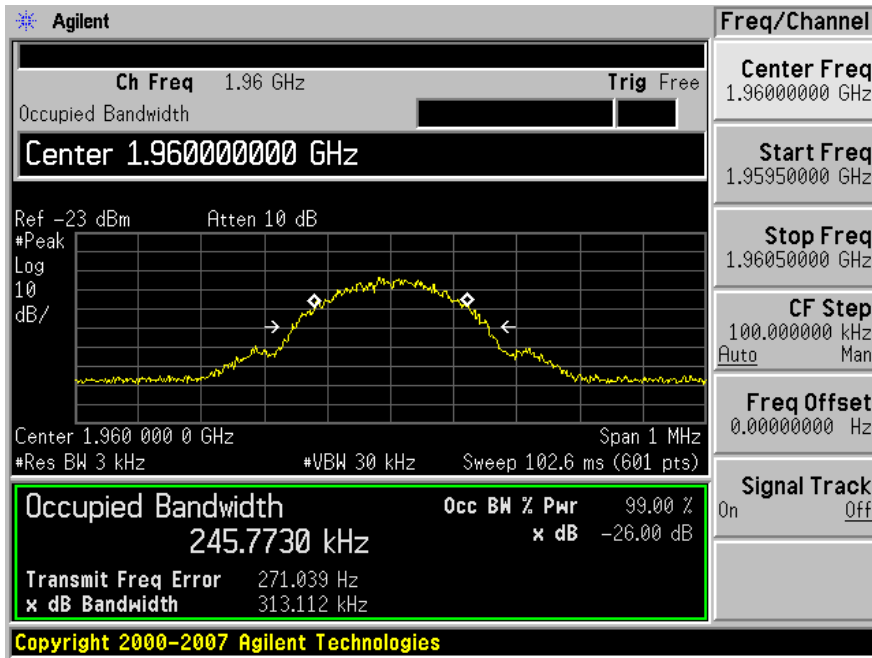 Agilent
Freq/Channel
Ch Freq 1.96 GHz Trig Free
Occupied Bandwidth
Center 1.960000000 GHz
Ref -23 dBm Atten 10 dB
#Peak
Log
10
dB/
Center 1.960 000 0 GHz Span 1 MHz
#Res BW 3 kHz #VBW 30 kHz Sweep 102.6 ms (601 pts)
Occupied Bandwidth
245.7730 kHz
Occ BW % Pwr 99.00 %
x dB -26.00 dB
Transmit Freq Error 271.039 Hz
x dB Bandwidth 313.112 kHz
Copyright 2000-2007 Agilent Technologies
Center Freq
1.96000000 GHz
Start Freq
1.95950000 GHz
Stop Freq
1.96050000 GHz
CF Step
100.000000 kHz
Auto Man
Freq Offset
0.00000000 Hz
Signal Track
On Off